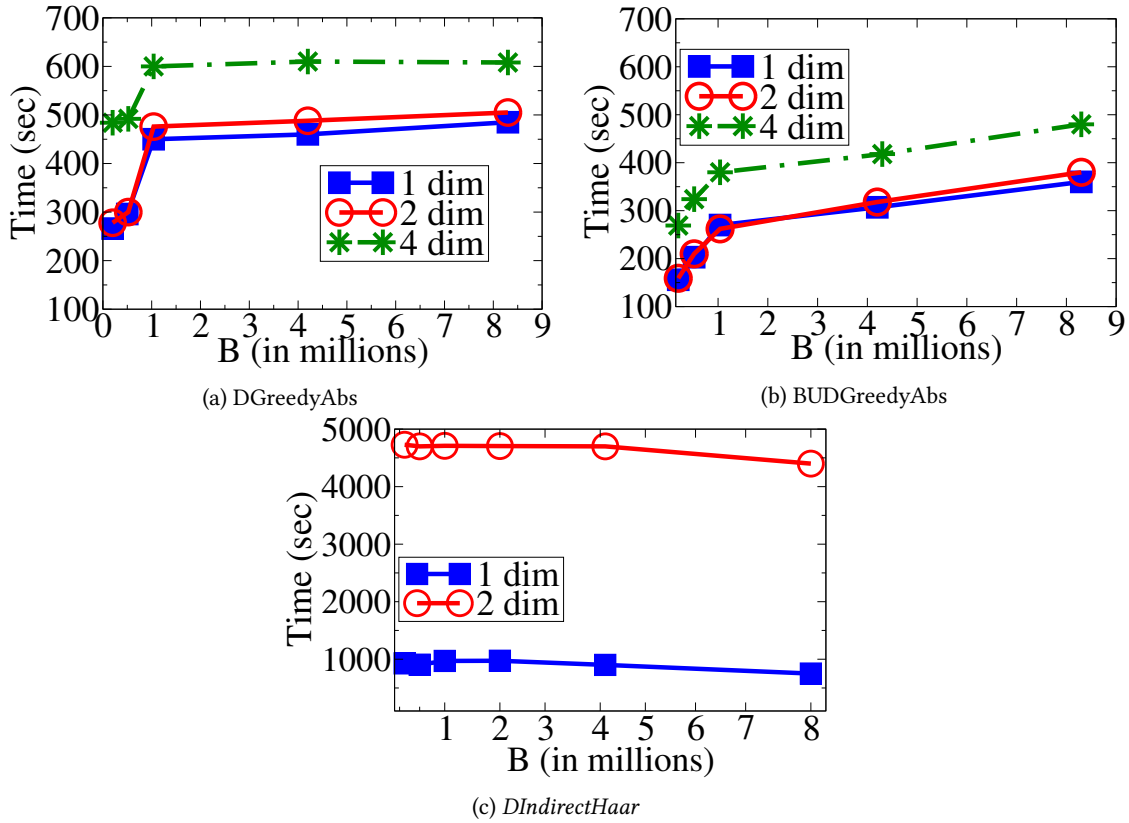 700
600
500
400
300
200
100
Time (sec)
1 dim
2 dim
4 dim
0 1 2 3 4 5 6 7 8 9
B (in millions)
(a) DGreedyAbs
700
600
500
400
300
200
100
Time (sec)
1 dim
2 dim
4 dim
1 2 3 4 5 6 7 8 9
B (in millions)
(b) BUDGreedyAbs
5000
4000
3000
2000
1000
Time (sec)
1 dim
2 dim
1 2 3 4 5 6 7 8
B (in millions)
(c) DIndirectHaar